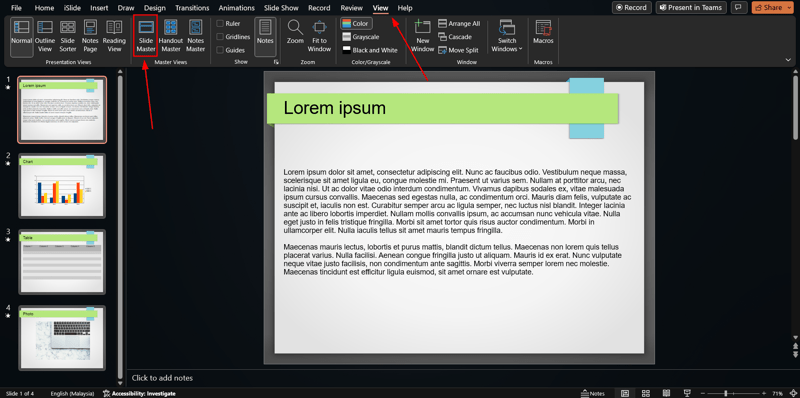 File Home iSlide Insert Draw Design Transitions Animations Slide Show Record Review View Help Record Present in Teams Share
Normal
Outline View
Slide Sorter
Notes Page
Reading View
Presentation Views
Slide Master
Handout Master
Notes Master
Master Views
Ruler
Gridlines
Guides
Show
Notes
Zoom
Fit to Window
Zoom
Color
Grayscale
Black and White
Color/Grayscale
New Window
Arrange All
Cascade
Move Split
Window
Switch Windows
Macros
Macros
1
Lorem ipsum
2
Chart
3
Table
4
Photo
Lorem ipsum
Lorem ipsum dolor sit amet, consectetur adipiscing elit. Nunc ac faucibus odio. Vestibulum neque massa,
scelerisque sit amet ligula eu, congue molestie mi. Praesent ut varius sem. Nullam at porttitor arcu, nec
lacinia nisi. Ut ac dolor vitae odio interdum condimentum. Vivamus dapibus sodales ex, vitae malesuada
ipsum cursus convallis. Maecenas sed egestas nulla, ac condimentum orci. Mauris diam felis, vulputate ac
suscipit et, iaculis non est. Curabitur semper arcu ac ligula semper, nec luctus nisl blandit. Integer lacinia
ante ac libero lobortis imperdiet. Nullam mollis convallis ipsum, ac accumsan nunc vehicula vitae. Nulla
eget justo in felis tristique fringilla. Morbi sit amet tortor quis risus auctor condimentum. Morbi in
ullamcorper elit. Nulla iaculis tellus sit amet mauris tempus fringilla.
Maecenas mauris lectus, lobortis et purus mattis, blandit dictum tellus. Maecenas non lorem quis tellus
placerat varius. Nulla facilisi. Aenean congue fringilla justo ut aliquam. Mauris id ex erat. Nunc vulputate
neque vitae justo facilisis, non condimentum ante sagittis. Morbi viverra semper lorem nec molestie.
Maecenas tincidunt est efficitur ligula euismod, sit amet ornare est vulputate.
Click to add notes
Slide 1 of 4 English (Malaysia) Accessibility: Investigate Notes 71%